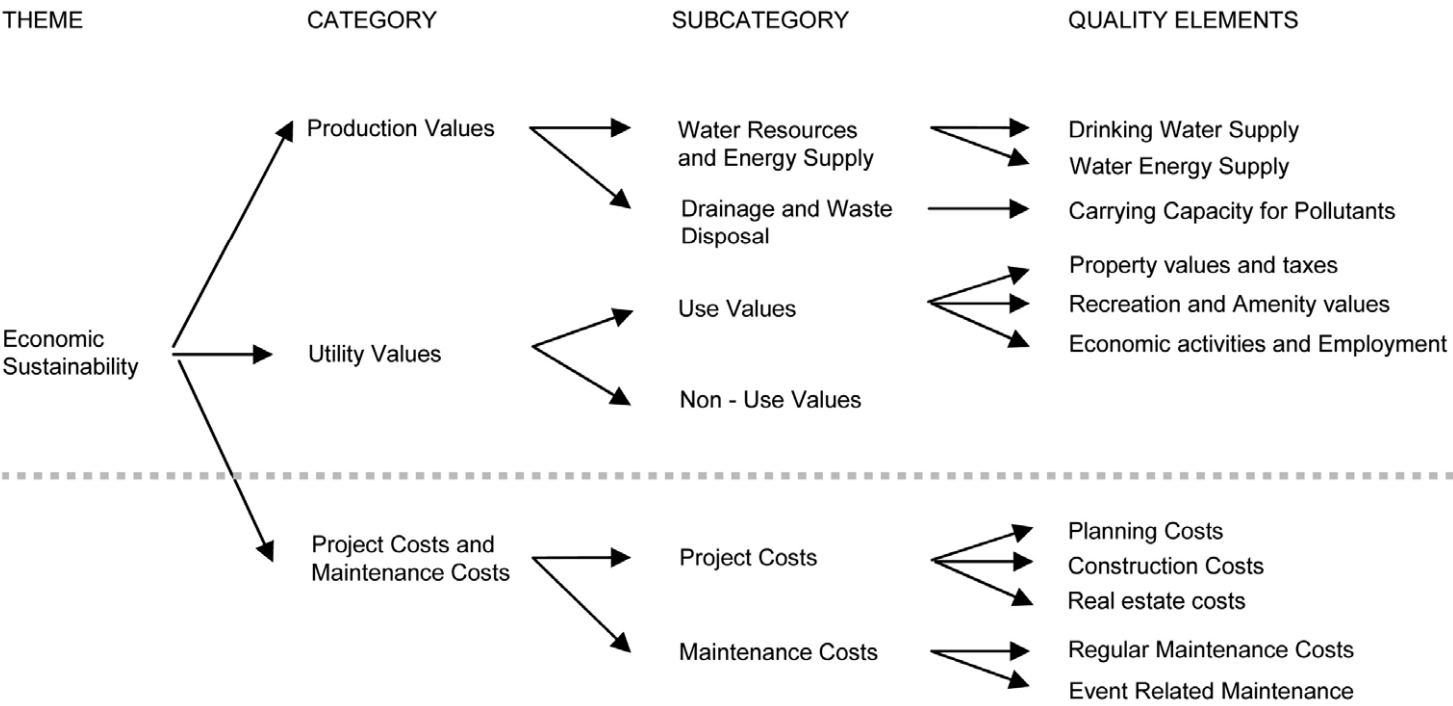 THEME
CATEGORY
SUBCATEGORY
QUALITY ELEMENTS
Production Values
Water Resources
and Energy Supply
Drinking Water Supply
Water Energy Supply
Drainage and Waste
Disposal
Carrying Capacity for Pollutants
Economic
Sustainability
Utility Values
Use Values
Property values and taxes
Recreation and Amenity values
Economic activities and Employment
Non - Use Values
Project Costs and
Maintenance Costs
Project Costs
Planning Costs
Construction Costs
Real estate costs
Maintenance Costs
Regular Maintenance Costs
Event Related Maintenance